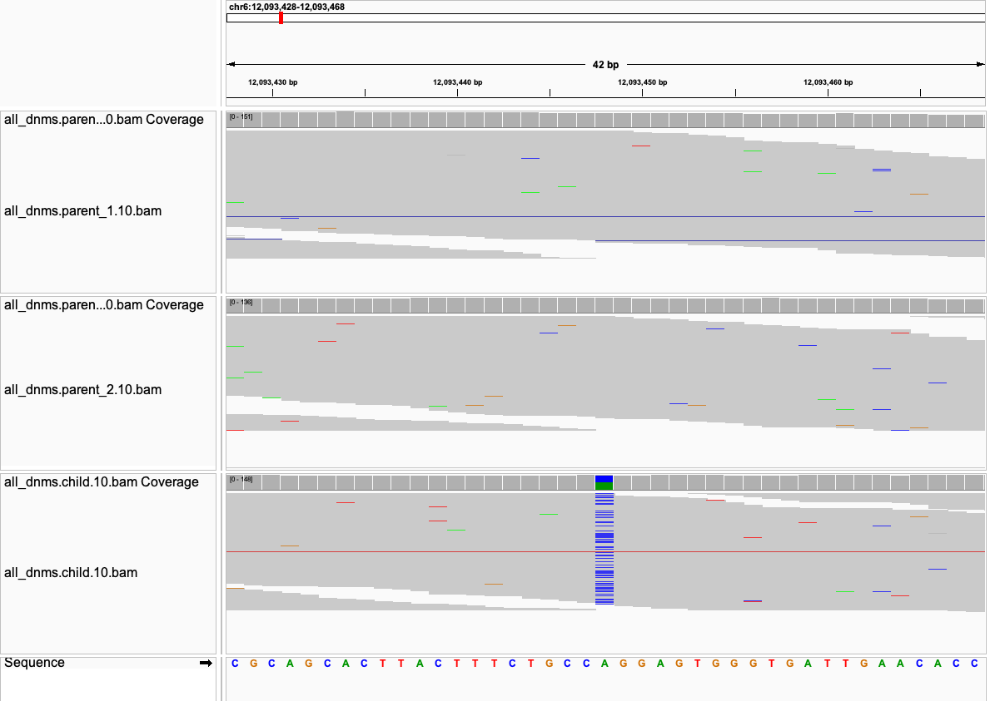 chr6:12,093,428-12,093,468
42 bp
12,093,430 bp 12,093,440 bp 12,093,450 bp 12,093,460 bp
all_dnms.paren...0.bam Coverage
[0 - 151]
all_dnms.parent_1.10.bam
all_dnms.paren...0.bam Coverage
[0 - 136]
all_dnms.parent_2.10.bam
all_dnms.child.10.bam Coverage
[0 - 148]
all_dnms.child.10.bam
Sequence C G C A G C A C T T A C T T T C T G C C A G G A G T G G G T G A T T G A A C A C C